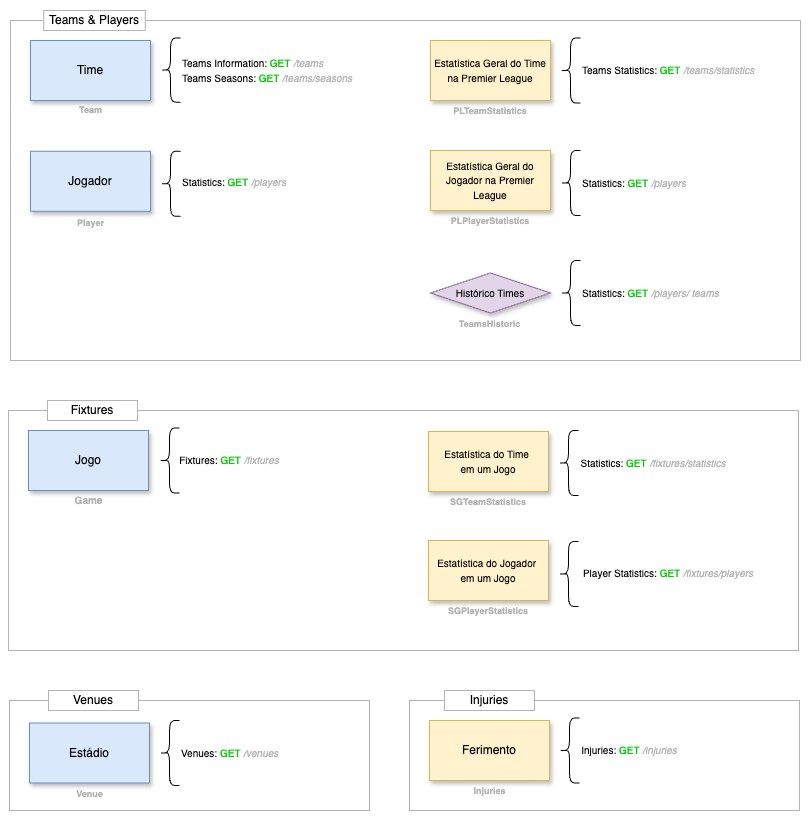 Teams & Players
Time
Team
Teams Information: GET /teams
Teams Seasons: GET /teams/seasons
Estatística Geral do Time
na Premier League
PLTeamStatistics
Teams Statistics: GET /teams/statistics
Jogador
Player
Statistics: GET /players
Estatística Geral do
Jogador na Premier
League
PLPlayerStatistics
Statistics: GET /players
Histórico Times
TeamsHistoric
Statistics: GET /players/ teams
Fixtures
Jogo
Game
Fixtures: GET /fixtures
Estatística do Time
em um Jogo
SGTeamStatistics
Statistics: GET /fixtures/statistics
Estatística do Jogador
em um Jogo
SGPlayerStatistics
Player Statistics: GET /fixtures/players
Venues
Estádio
Venue
Venues: GET /venues
Injuries
Ferimento
Injuries
Injuries: GET /injuries